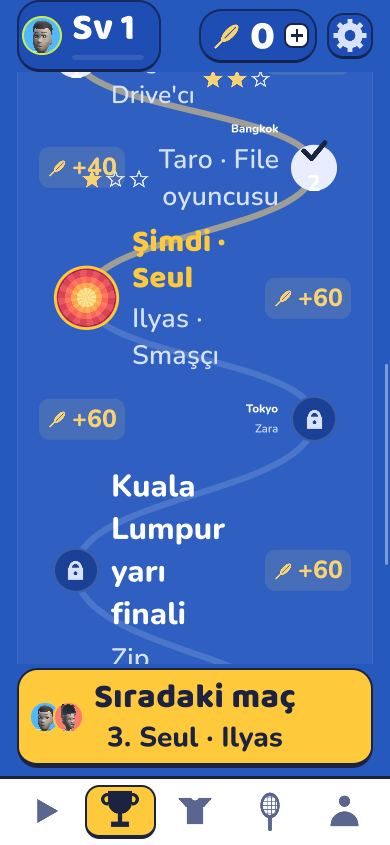 Sv 1
0
Drive'cı
Bangkok
+40
Taro · File
oyuncusu
2
Şimdi ·
Seul
Ilyas ·
Smaşçı
+60
+60
Tokyo
Zara
Kuala
Lumpur
yarı
finali
+60
Zip
Sıradaki maç
3. Seul · Ilyas